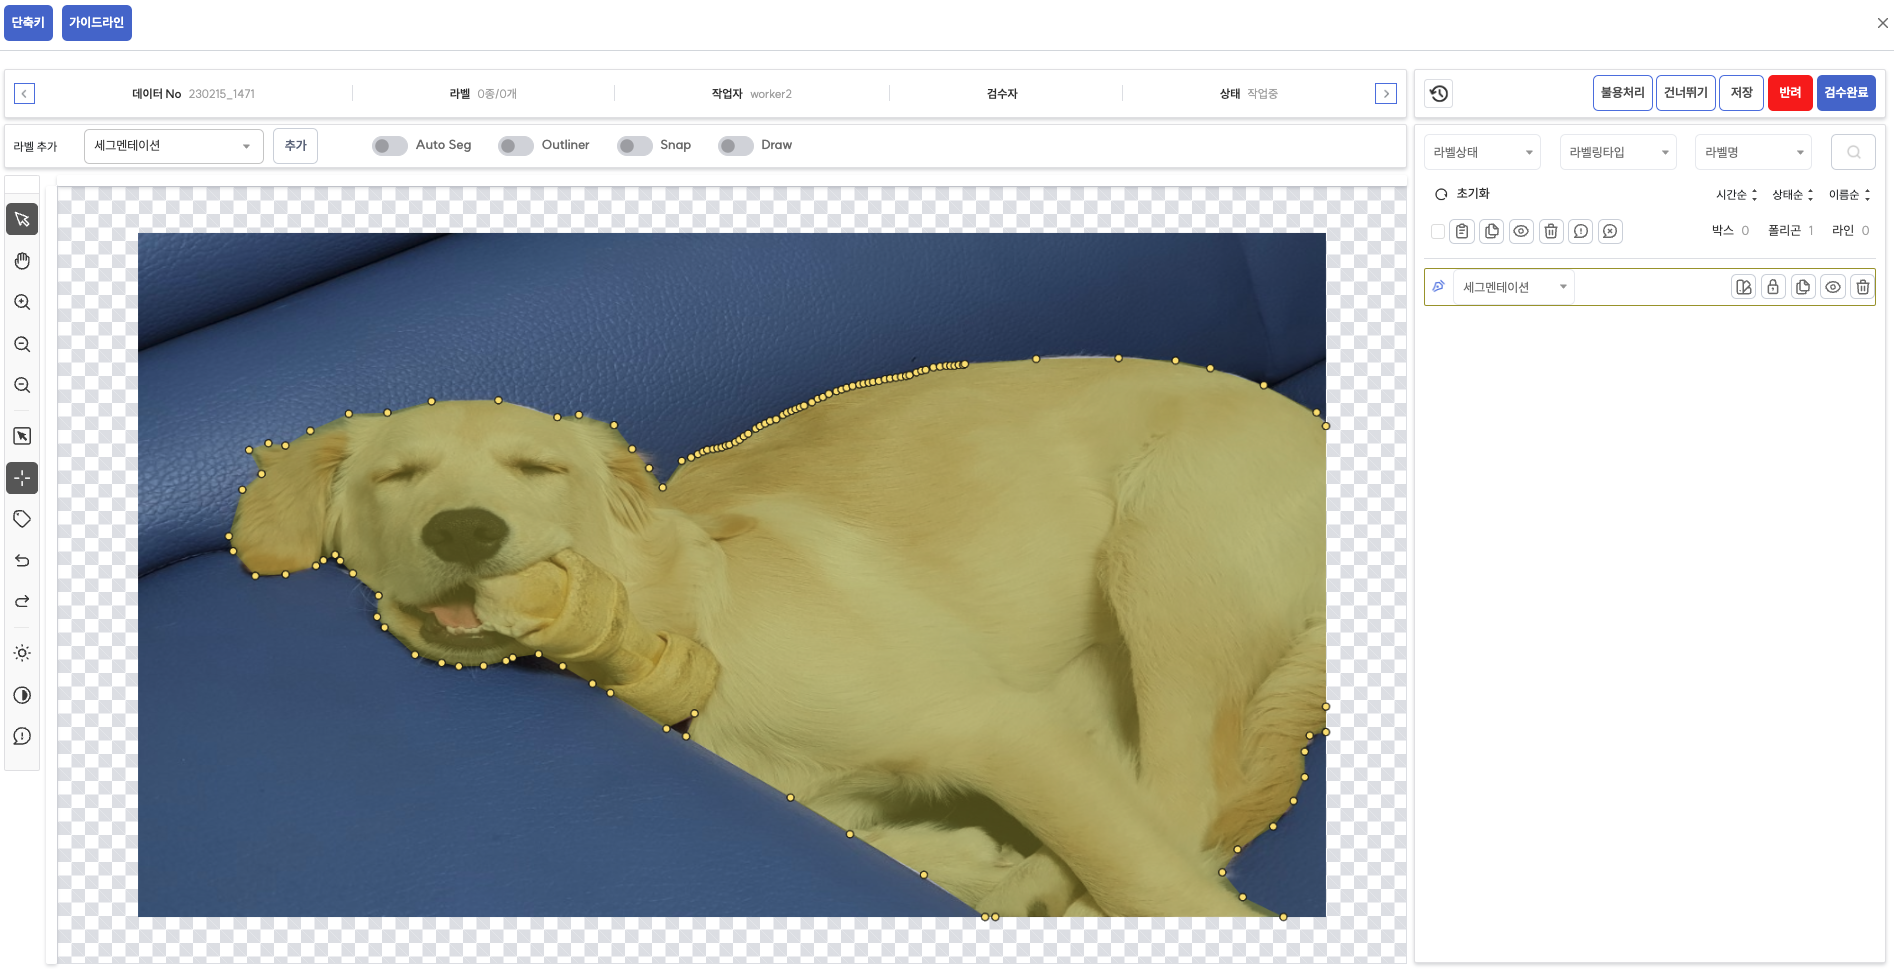 단축키 가이드라인
데이터 No 230215_1471 라벨 0종/0개 작업자 worker2 검수자 상태 작업중
불용처리 건너뛰기 저장 반려 검수완료
라벨 추가 세그멘테이션 추가 Auto Seg Outliner Snap Draw
라벨상태 라벨링타입 라벨명
초기화 시간순 상태순 이름순
박스 0 폴리곤 1 라인 0
세그멘테이션